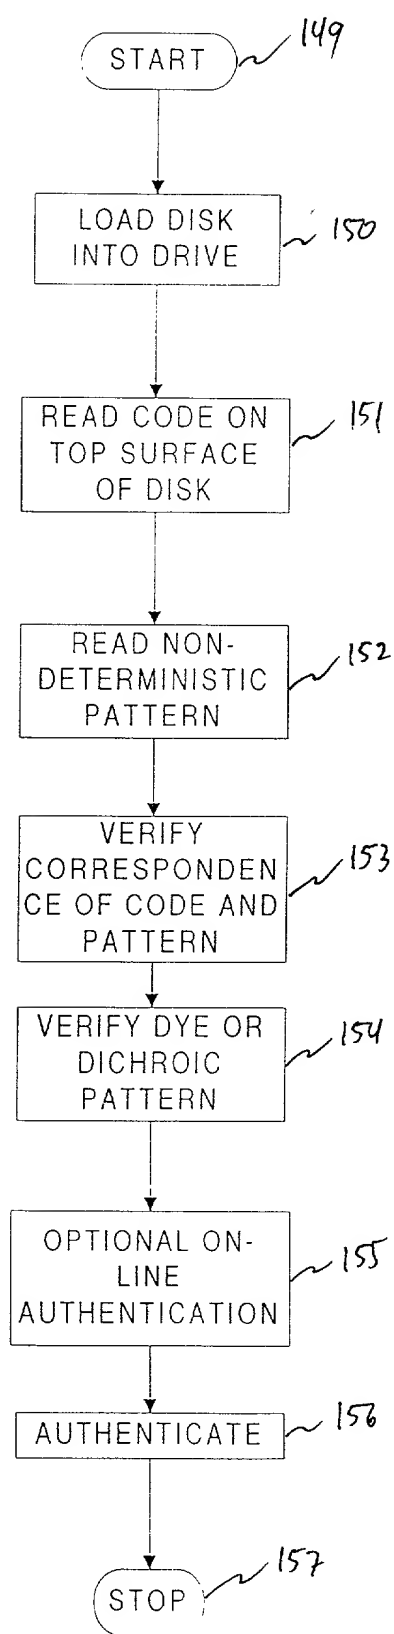 START
149
LOAD DISK
INTO DRIVE
150
READ CODE ON
TOP SURFACE
OF DISK
151
READ NON-
DETERMINISTIC
PATTERN
152
VERIFY
CORRESPONDEN
CE OF CODE AND
PATTERN
153
VERIFY DYE OR
DICHROIC
PATTERN
154
OPTIONAL ON-
LINE
AUTHENTICATION
155
AUTHENTICATE
156
STOP
157